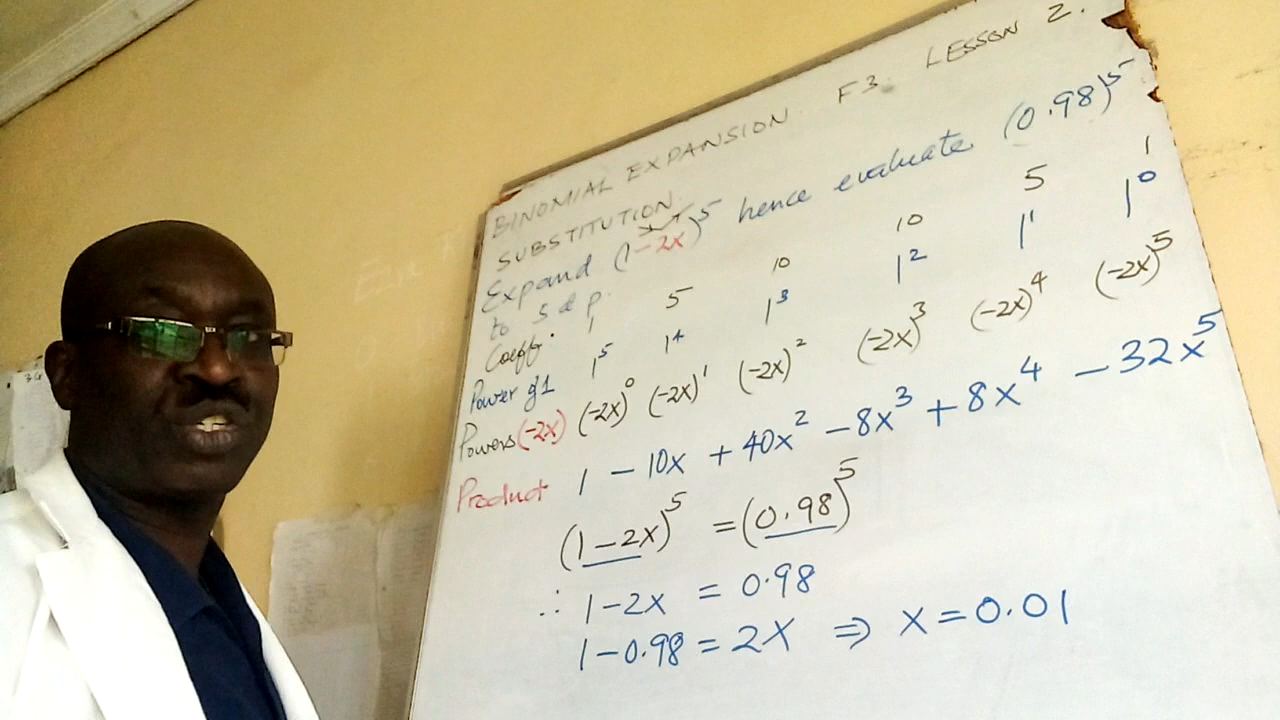 BINOMIAL EXPANSION F3. LESSON 2.
SUBSTITUTION.
Expand (1-2x)^5 hence evaluate (0.98)^5
to 5 d.p.
Coeff. 1 5 10 10 5 1
Power of 1 1^5 1^4 1^3 1^2 1^1 1^0
Powers (-2x) (-2x)^0 (-2x)^1 (-2x)^2 (-2x)^3 (-2x)^4 (-2x)^5
Product 1 - 10x + 40x^2 - 8x^3 + 8x^4 - 32x^5
(1-2x)^5 = (0.98)^5
∴ 1-2x = 0.98
1-0.98 = 2x ⇒ x = 0.01